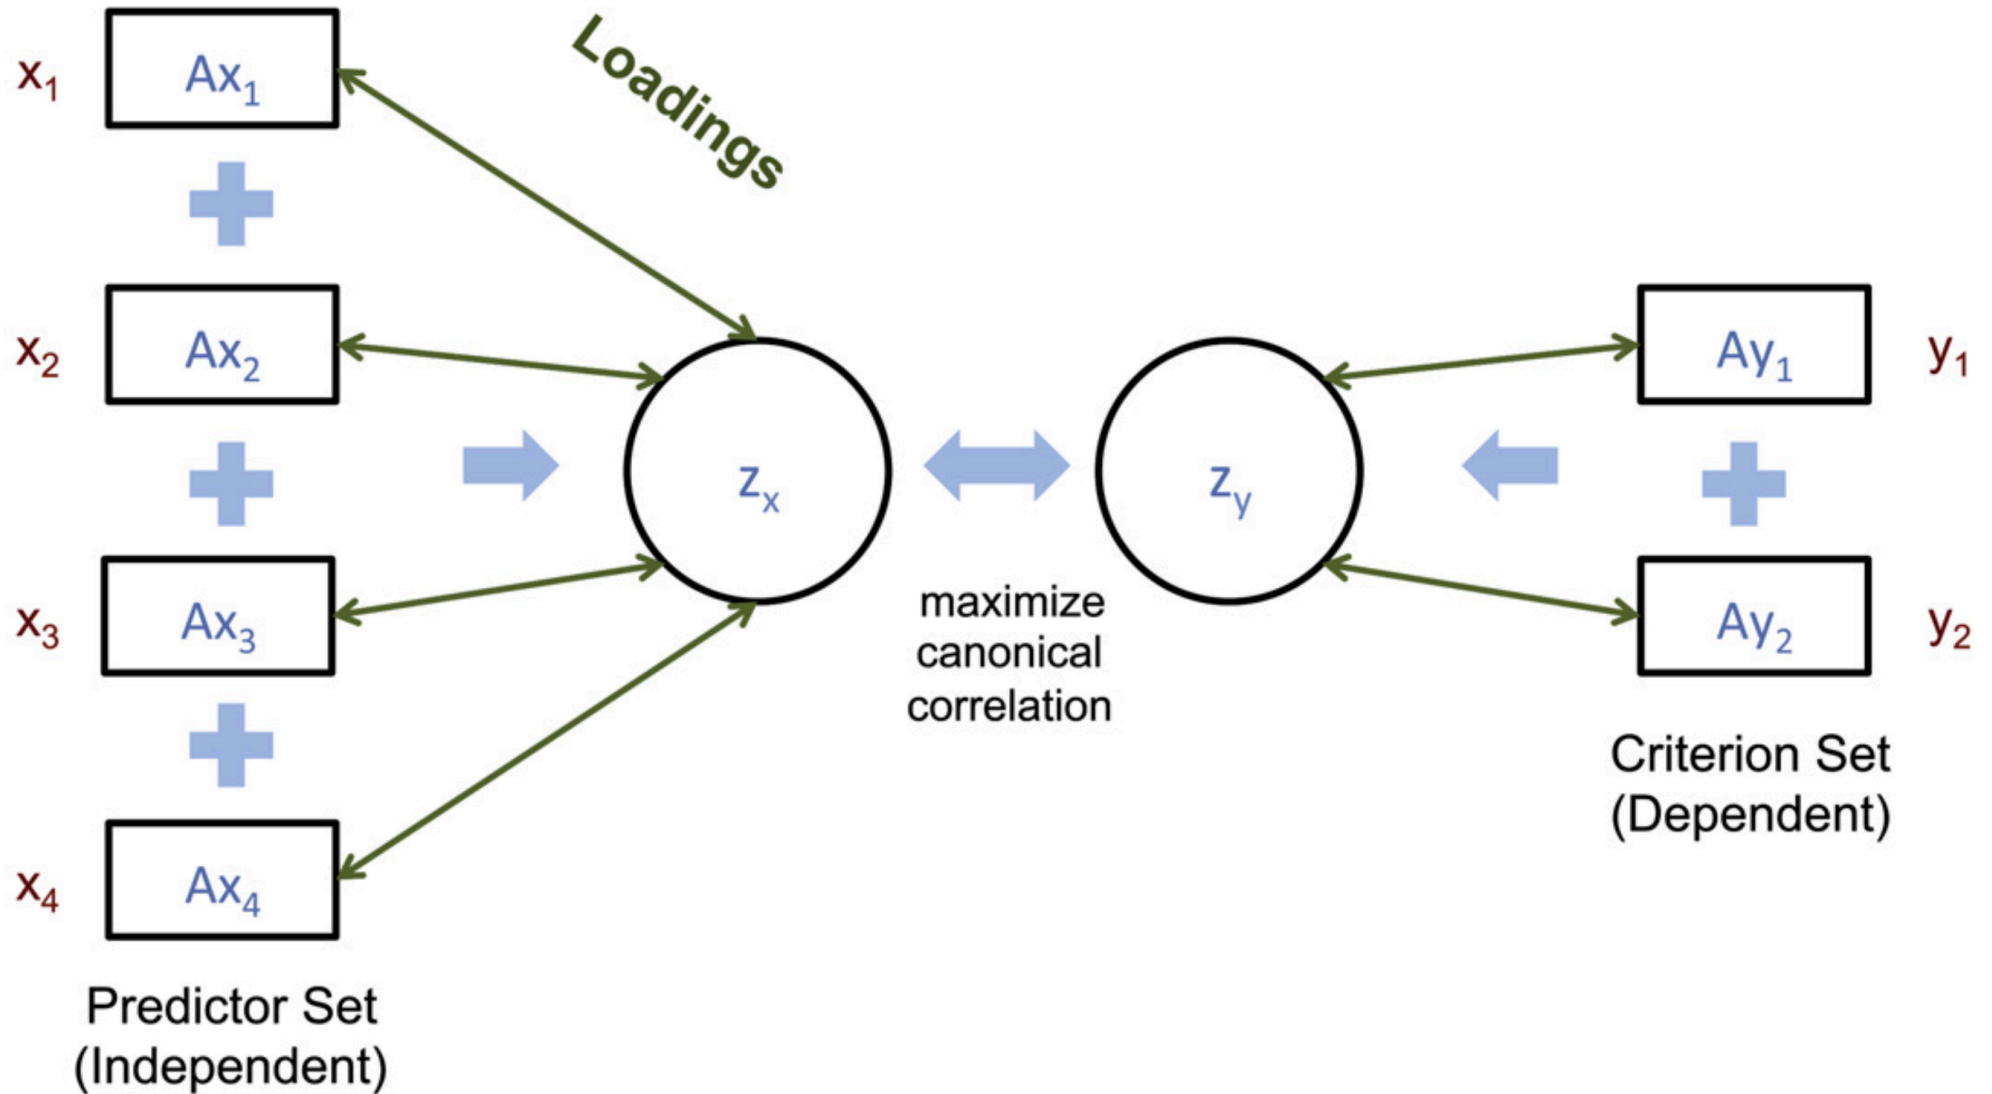 Loadings
x₁
Ax₁
x₂
Ax₂
x₃
Ax₃
x₄
Ax₄
Predictor Set
(Independent)
zₓ
maximize
canonical
correlation
z_y
Ay₁
y₁
Ay₂
y₂
Criterion Set
(Dependent)